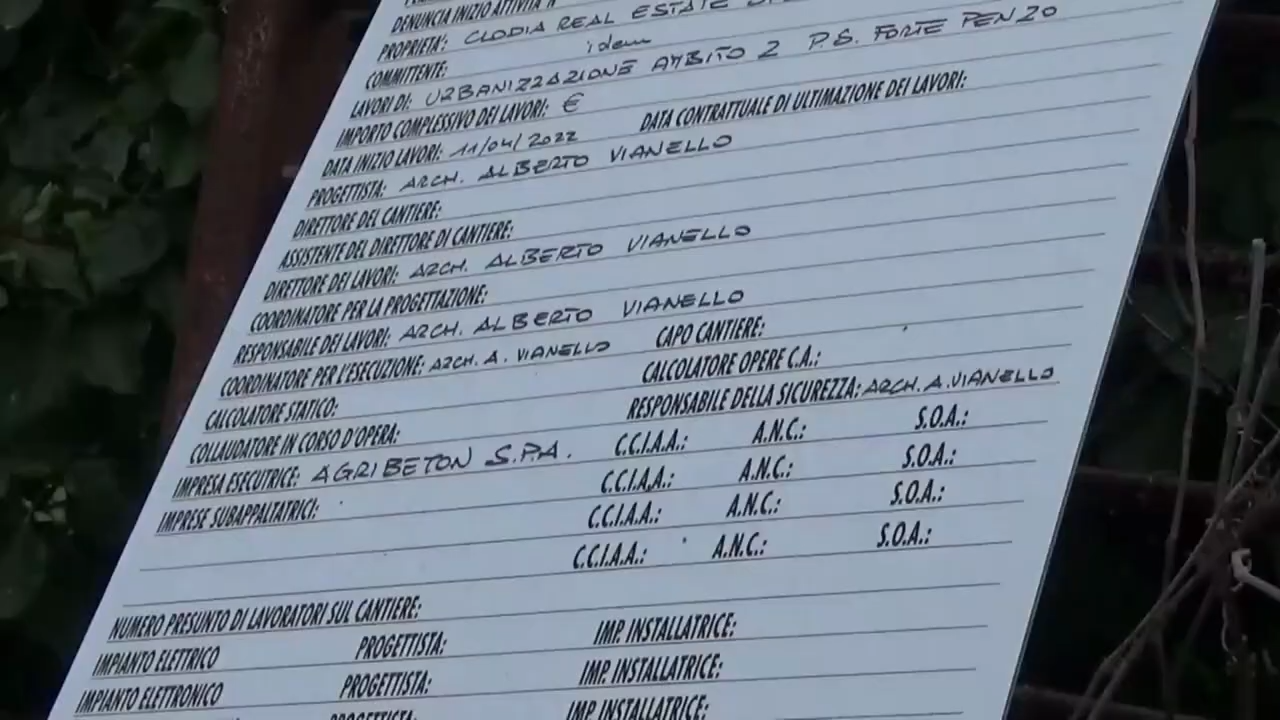 DENUNCIA INIZIO ATTIVITÀ N
PROPRIETA': CLODIA REAL ESTATE
COMMITTENTE: idem
LAVORI DI: URBANIZZAZIONE AMBITO 2 P.S. FORTE PENZO
IMPORTO COMPLESSIVO DEI LAVORI: €
DATA INIZIO LAVORI: 11/04/2022 DATA CONTRATTUALE DI ULTIMAZIONE DEI LAVORI:
PROGETTISTA: ARCH. ALBERTO VIANELLO
DIRETTORE DEL CANTIERE:
ASSISTENTE DEL DIRETTORE DI CANTIERE:
DIRETTORE DEI LAVORI: ARCH. ALBERTO VIANELLO
COORDINATORE PER LA PROGETTAZIONE:
RESPONSABILE DEI LAVORI: ARCH. ALBERTO VIANELLO
COORDINATORE PER L'ESECUZIONE: ARCH. A. VIANELLO CAPO CANTIERE:
CALCOLATORE STATICO: CALCOLATORE OPERE C.A.:
COLLAUDATORE IN CORSO D'OPERA: RESPONSABILE DELLA SICUREZZA: ARCH. A. VIANELLO
IMPRESA ESECUTRICE: AGRIBETON S.P.A. C.C.I.A.A.: A.N.C.: S.O.A.:
IMPRESE SUBAPPALTATRICI: C.C.I.A.A.: A.N.C.: S.O.A.:
C.C.I.A.A.: A.N.C.: S.O.A.:
C.C.I.A.A.: A.N.C.: S.O.A.:
NUMERO PRESUNTO DI LAVORATORI SUL CANTIERE:
IMPIANTO ELETTRICO PROGETTISTA: IMP. INSTALLATRICE:
IMPIANTO ELETTRONICO PROGETTISTA: IMP. INSTALLATRICE:
PROGETTISTA: IMP. INSTALLATRICE: